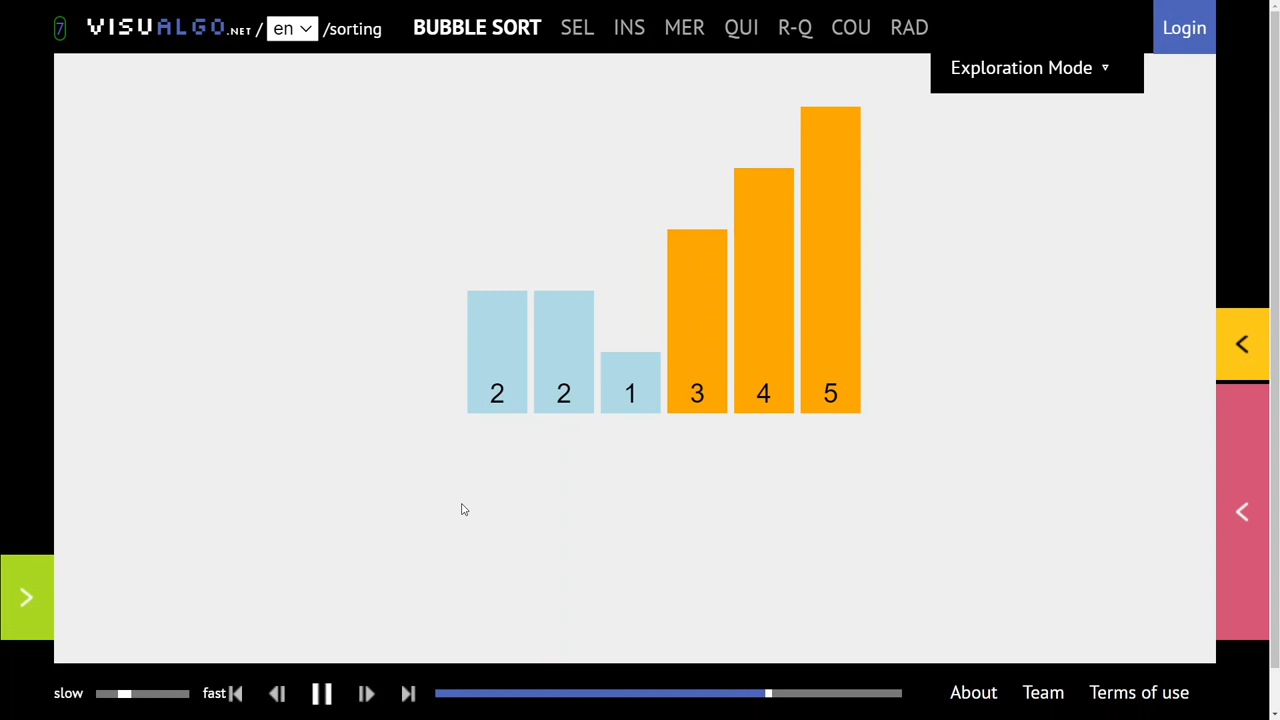 7 VISUALGO.NET / en /sorting BUBBLE SORT SEL INS MER QUI R-Q COU RAD Login
Exploration Mode ▿
2 2 1 3 4 5
slow fast About Team Terms of use